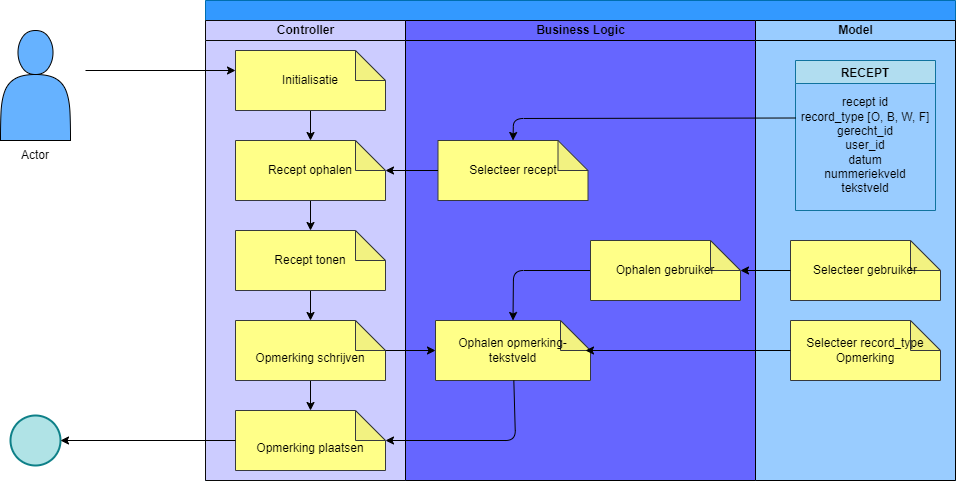 Controller
Business Logic
Model
Actor
Initialisatie
Recept ophalen
Recept tonen
Opmerking schrijven
Opmerking plaatsen
Selecteer recept
Ophalen gebruiker
Ophalen opmerking-
tekstveld
RECEPT
recept id
record_type [O, B, W, F]
gerecht_id
user_id
datum
nummeriekveld
tekstveld
Selecteer gebruiker
Selecteer record_type
Opmerking